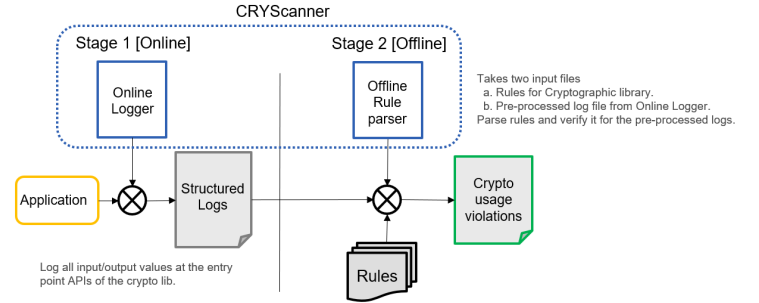 CRYScanner
Stage 1 [Online]
Stage 2 [Offline]
Online
Logger
Offline
Rule
parser
Takes two input files
a. Rules for Cryptographic library.
b. Pre-processed log file from Online Logger.
Parse rules and verify it for the pre-processed logs.
Application
Structured
Logs
Crypto
usage
violations
Log all input/output values at the entry
point APIs of the crypto lib.
Rules